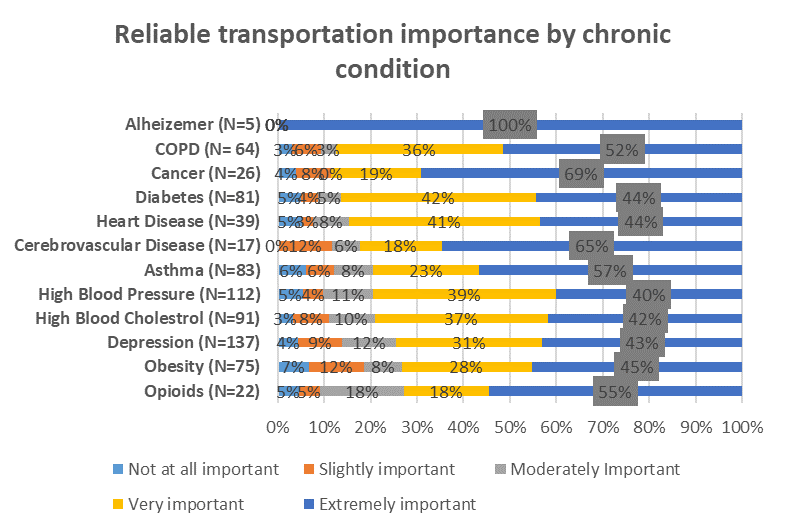 Reliable transportation importance by chronic
condition
Alheizemer (N=5) 0% 100%
COPD (N= 64) 3% 6% 3% 36% 52%
Cancer (N=26) 4% 8% 0% 19% 69%
Diabetes (N=81) 5% 4% 5% 42% 44%
Heart Disease (N=39) 5% 3% 8% 41% 44%
Cerebrovascular Disease (N=17) 0% 12% 6% 18% 65%
Asthma (N=83) 6% 6% 8% 23% 57%
High Blood Pressure (N=112) 5% 4% 11% 39% 40%
High Blood Cholestrol (N=91) 3% 8% 10% 37% 42%
Depression (N=137) 4% 9% 12% 31% 43%
Obesity (N=75) 7% 12% 8% 28% 45%
Opioids (N=22) 5% 5% 18% 18% 55%
0% 10% 20% 30% 40% 50% 60% 70% 80% 90% 100%
Not at all important Slightly important Moderately Important
Very important Extremely important